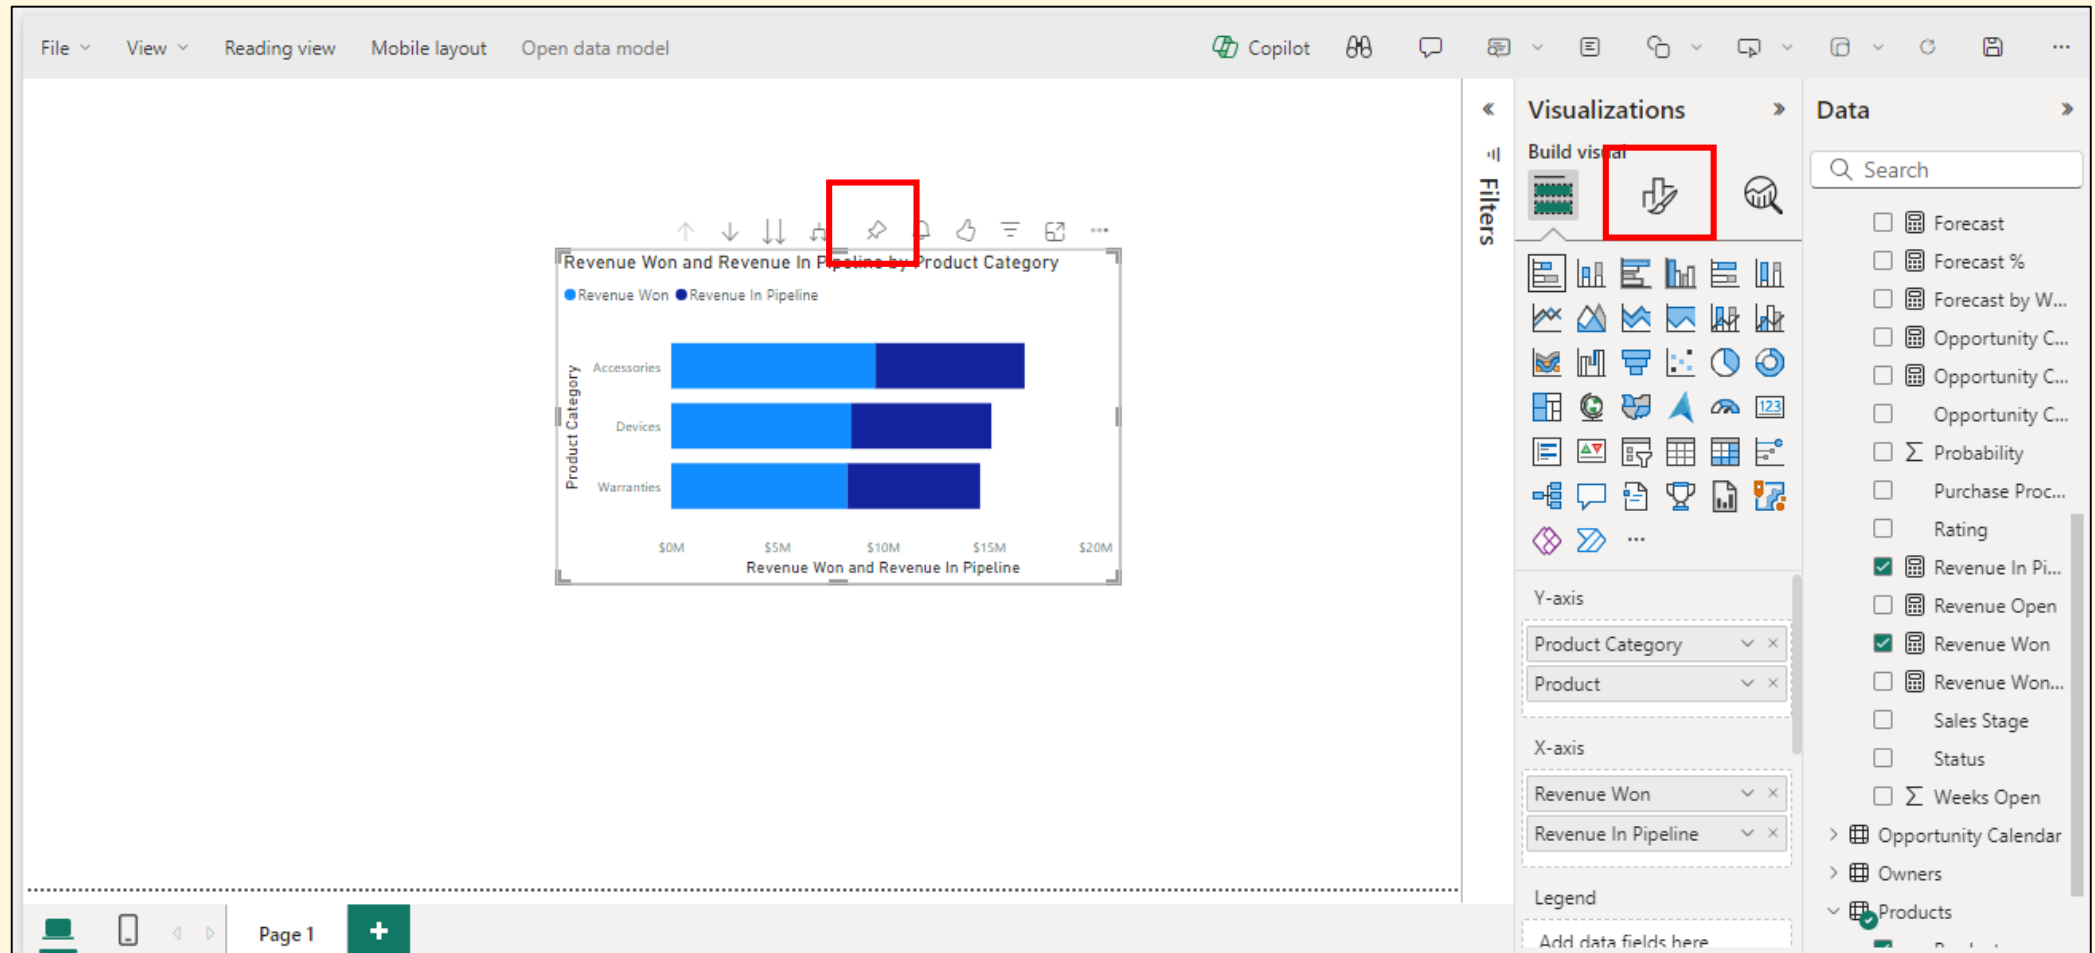 File View Reading view Mobile layout Open data model Copilot
Visualizations
Build visual
Filters
Data
Search
Revenue Won and Revenue In Pipeline by Product Category
Revenue Won Revenue In Pipeline
Product Category
Accessories
Devices
Warranties
$0M $5M $10M $15M $20M
Revenue Won and Revenue In Pipeline
123
Y-axis
Product Category
Product
X-axis
Revenue Won
Revenue In Pipeline
Legend
Add data fields here
Forecast
Forecast %
Forecast by W...
Opportunity C...
Opportunity C...
Opportunity C...
Probability
Purchase Proc...
Rating
Revenue In Pi...
Revenue Open
Revenue Won
Revenue Won...
Sales Stage
Status
Weeks Open
Opportunity Calendar
Owners
Products
Page 1